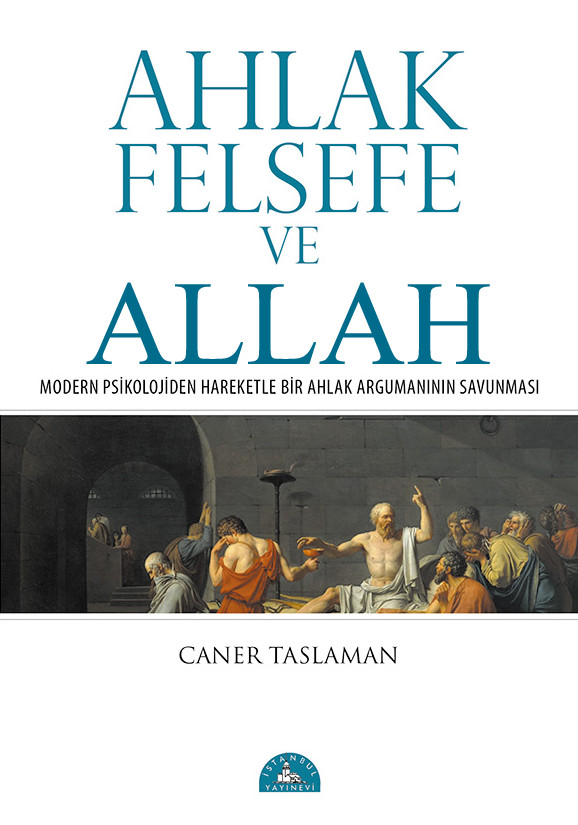 AHLAK
FELSEFE
VE
ALLAH
MODERN PSİKOLOJİDEN HAREKETLE BİR AHLAK ARGUMANININ SAVUNMASI
CANER TASLAMAN
İSTANBUL
YAYINEVİ